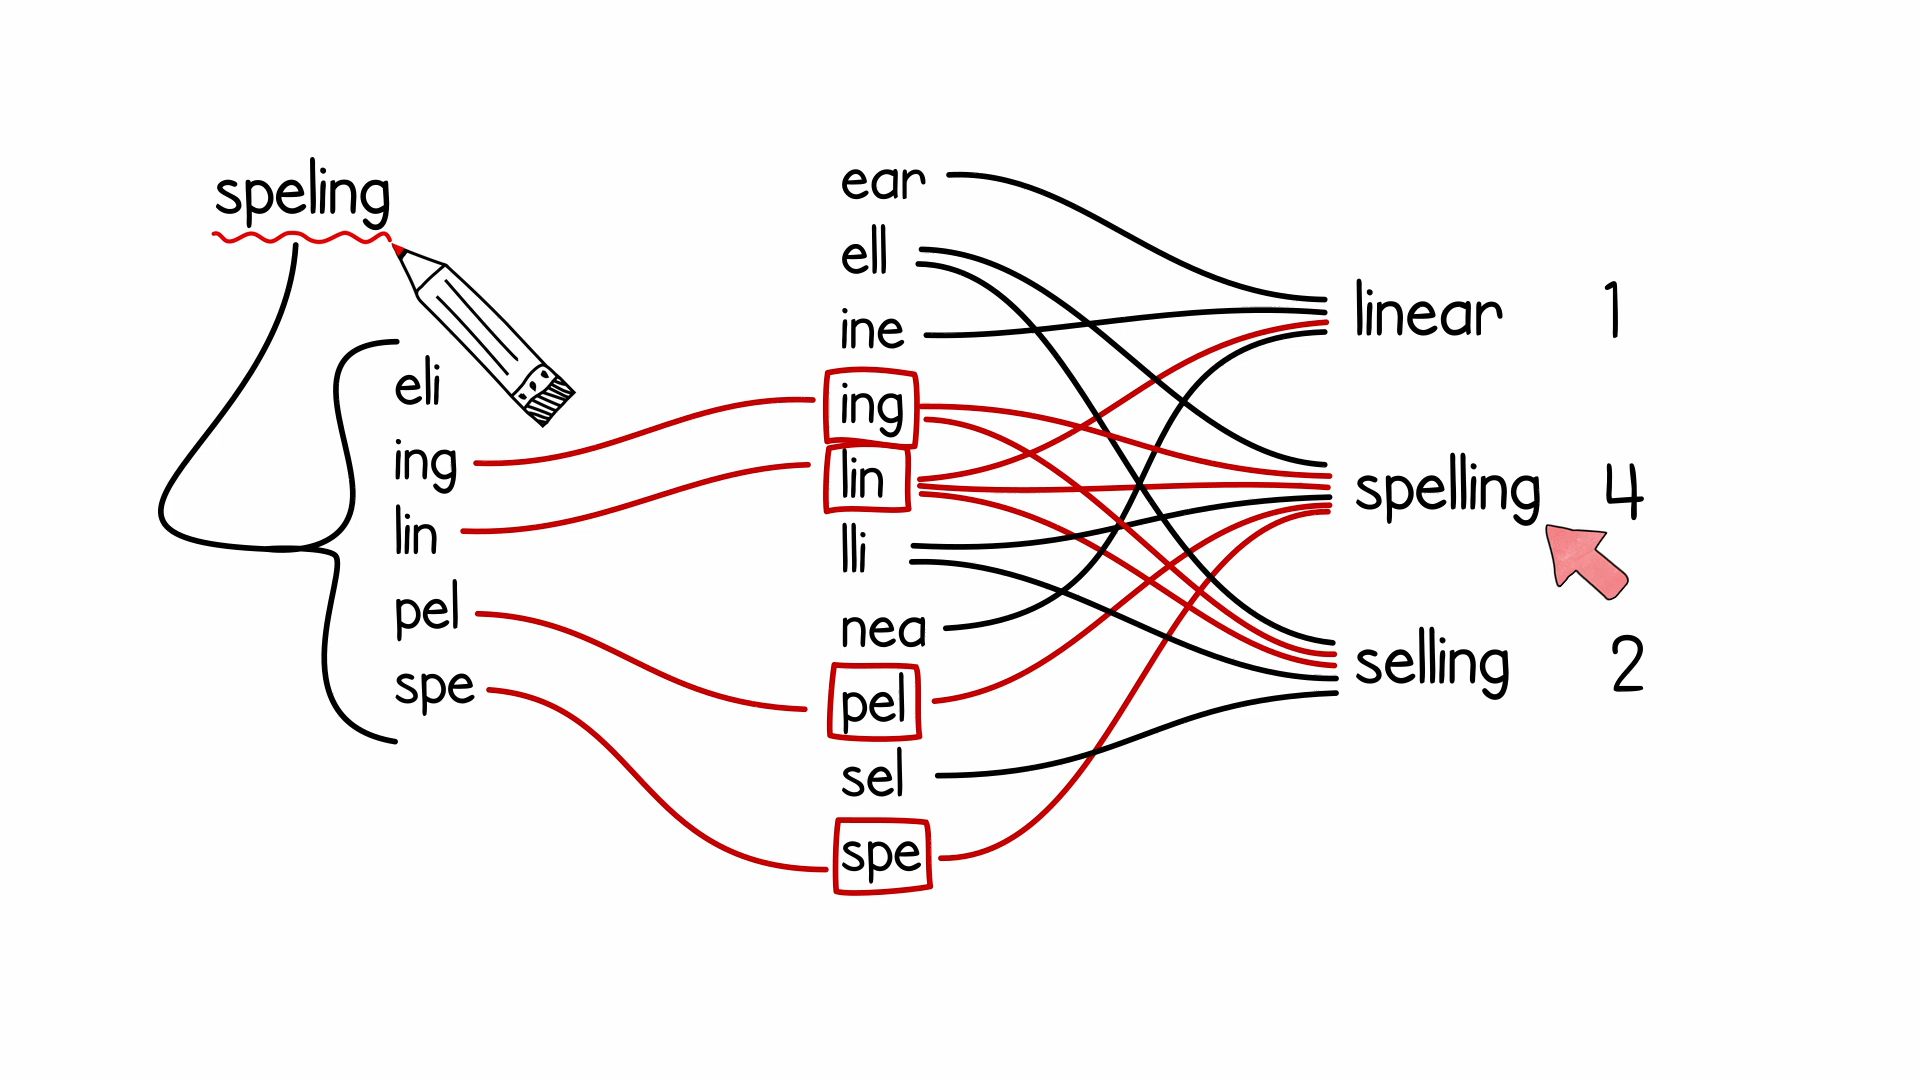 speling
eli
ing
lin
pel
spe
ear
ell
ine
ing
lin
lli
nea
pel
sel
spe
linear 1
spelling 4
selling 2